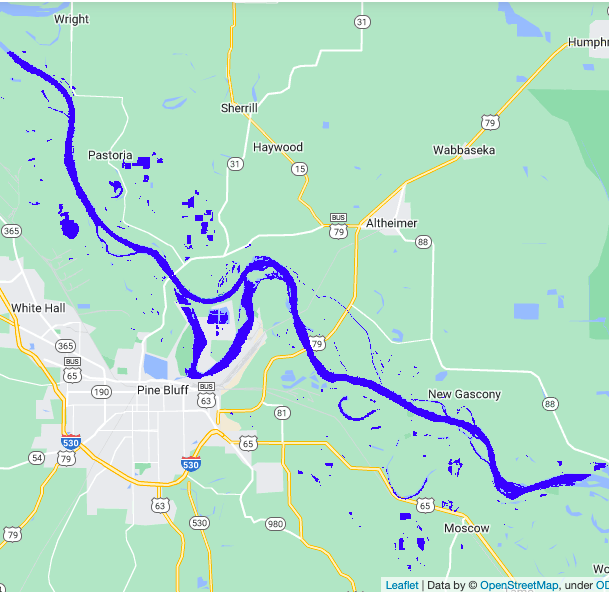 Wright
31
Humphr
Sherrill
79
Haywood
Wabbaseka
Pastoria
31
15
BUS
79
Altheimer
365
88
White Hall
365
79
BUS
65
190
Pine Bluff
BUS
63
New Gascony
88
81
530
65
54
79
530
63
65
530
980
Moscow
79
Wo
Leaflet | Data by © OpenStreetMap, under OD